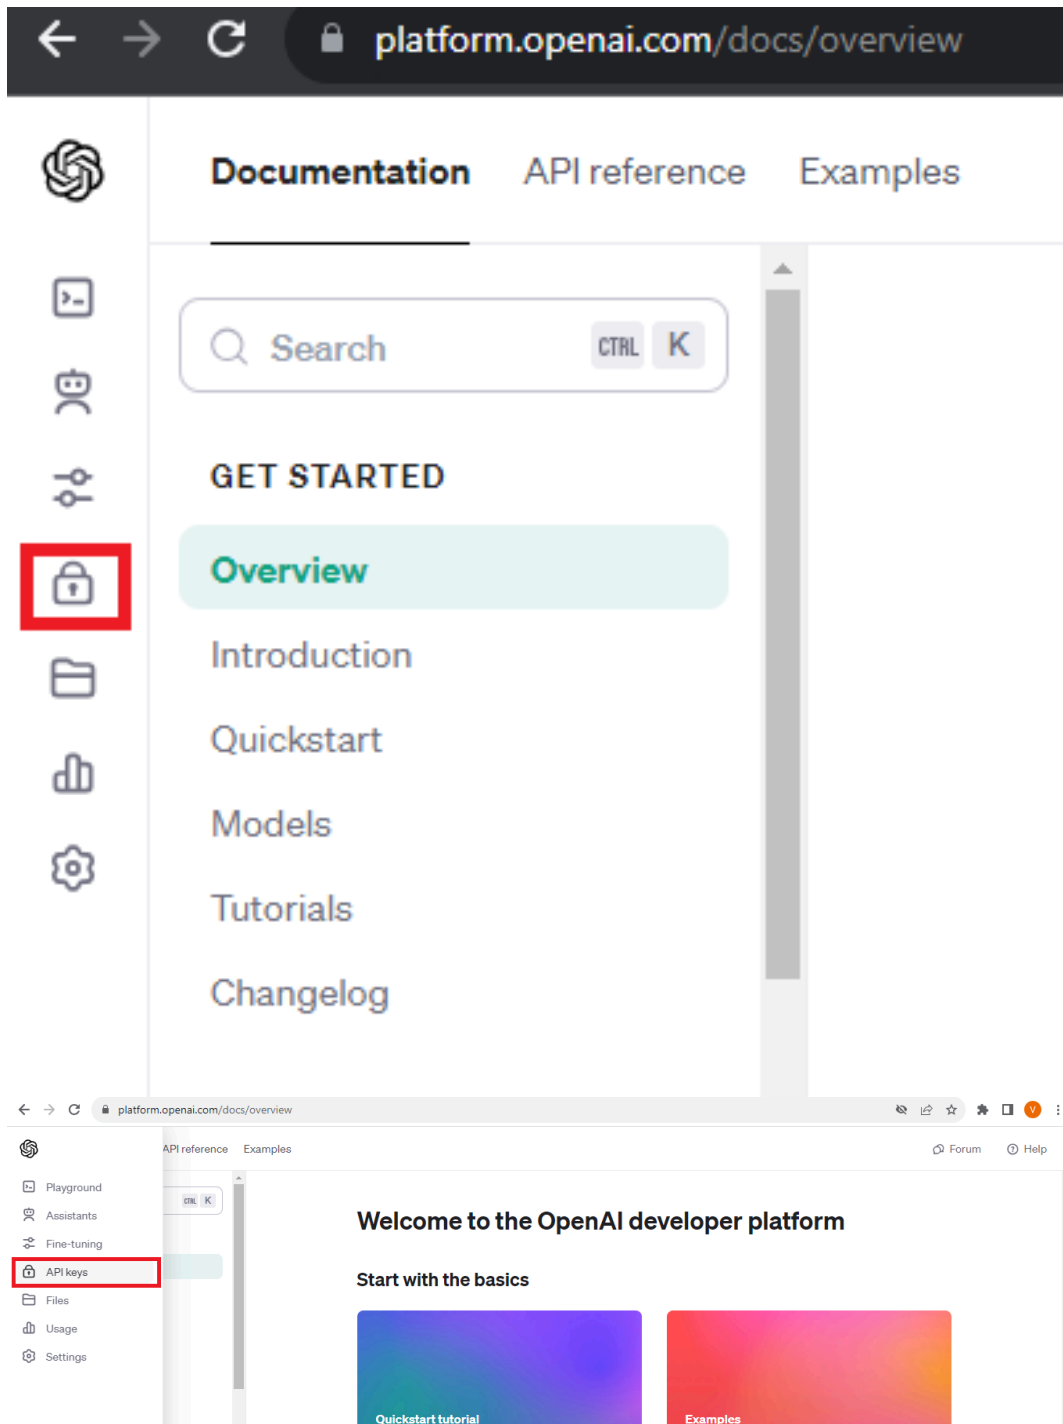 platform.openai.com/docs/overview
Documentation API reference Examples
Search CTRL K
GET STARTED
Overview
Introduction
Quickstart
Models
Tutorials
Changelog
platform.openai.com/docs/overview V
API reference Examples Forum Help
Playground
CTRL K
Assistants
Fine-tuning
API keys
Files
Usage
Settings
Welcome to the OpenAI developer platform
Start with the basics
Quickstart tutorial Examples